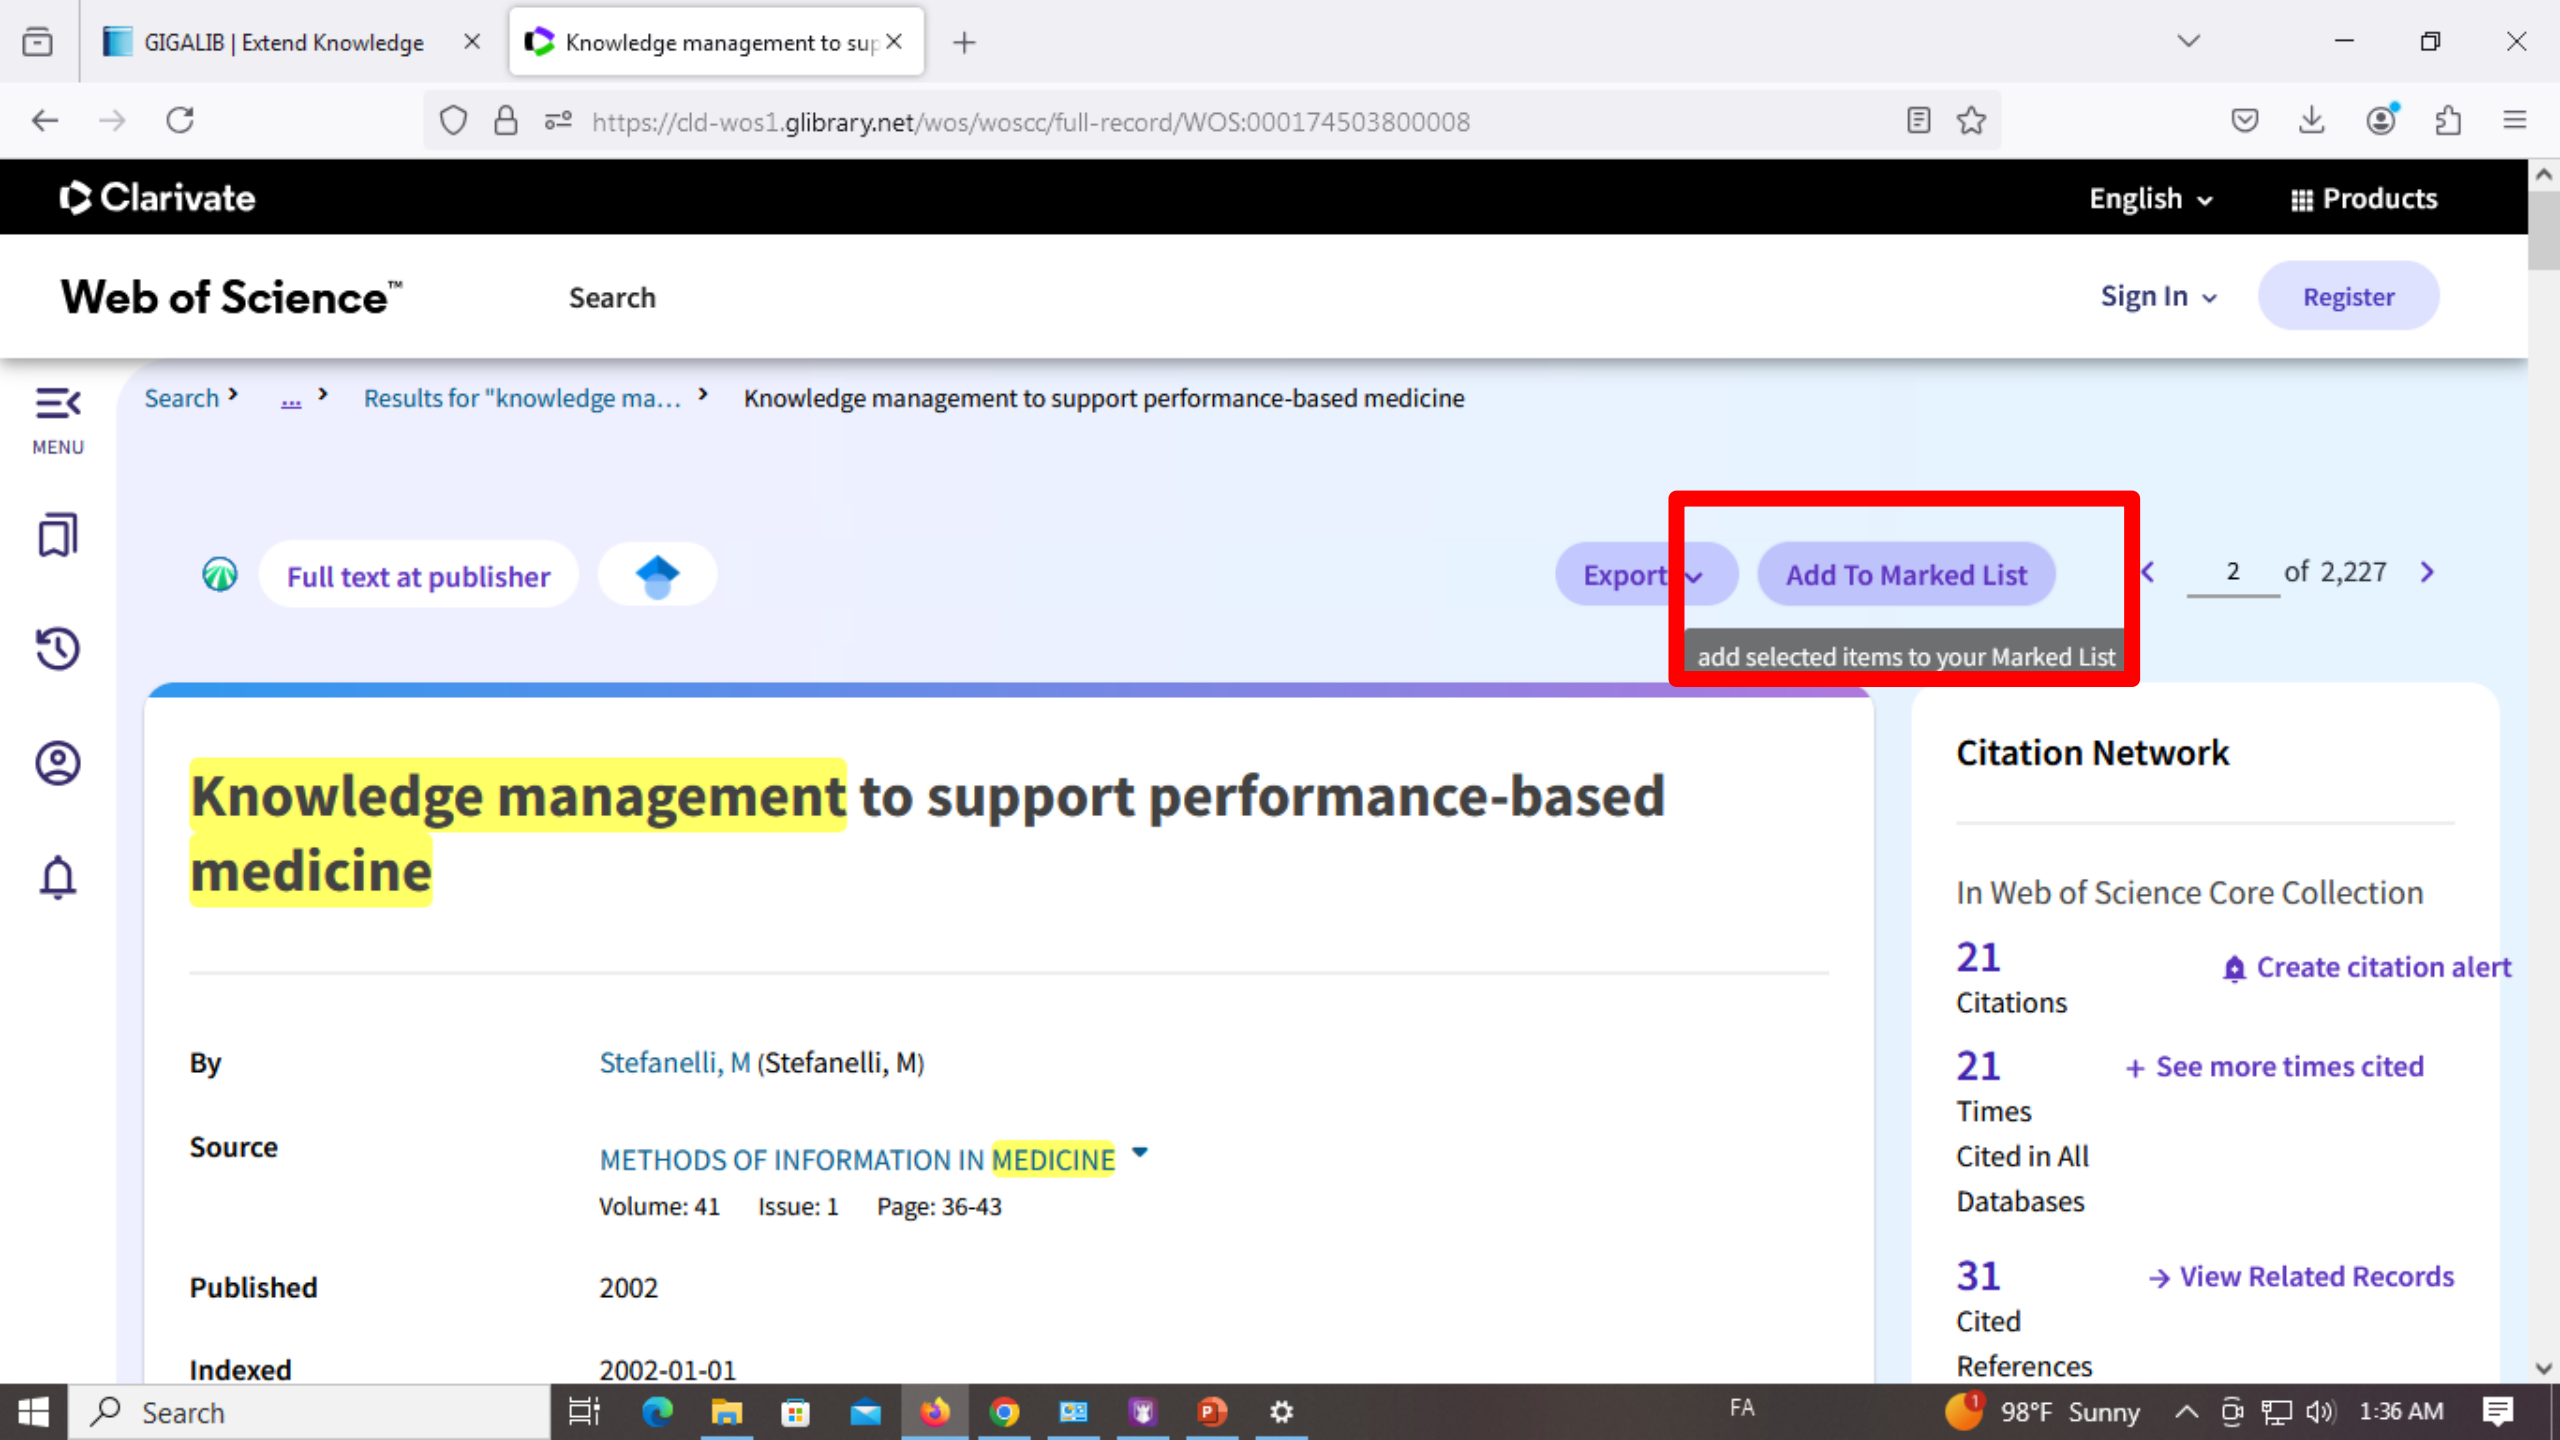 GIGALIB | Extend Knowledge
Knowledge management to sup
https://cld-wos1.glibrary.net/wos/woscc/full-record/WOS:000174503800008
Clarivate
English
Products
Web of Science™
Search
Sign In
Register
MENU
Search > ... > Results for "knowledge ma... > Knowledge management to support performance-based medicine
Full text at publisher
Export
Add To Marked List
2 of 2,227
add selected items to your Marked List
Knowledge management to support performance-based
medicine
By
Stefanelli, M (Stefanelli, M)
Source
METHODS OF INFORMATION IN MEDICINE
Volume: 41 Issue: 1 Page: 36-43
Published
2002
Indexed
2002-01-01
Citation Network
In Web of Science Core Collection
21
Create citation alert
Citations
21
+ See more times cited
Times
Cited in All
Databases
31
→ View Related Records
Cited
References
Search
FA
1
98°F Sunny
1:36 AM